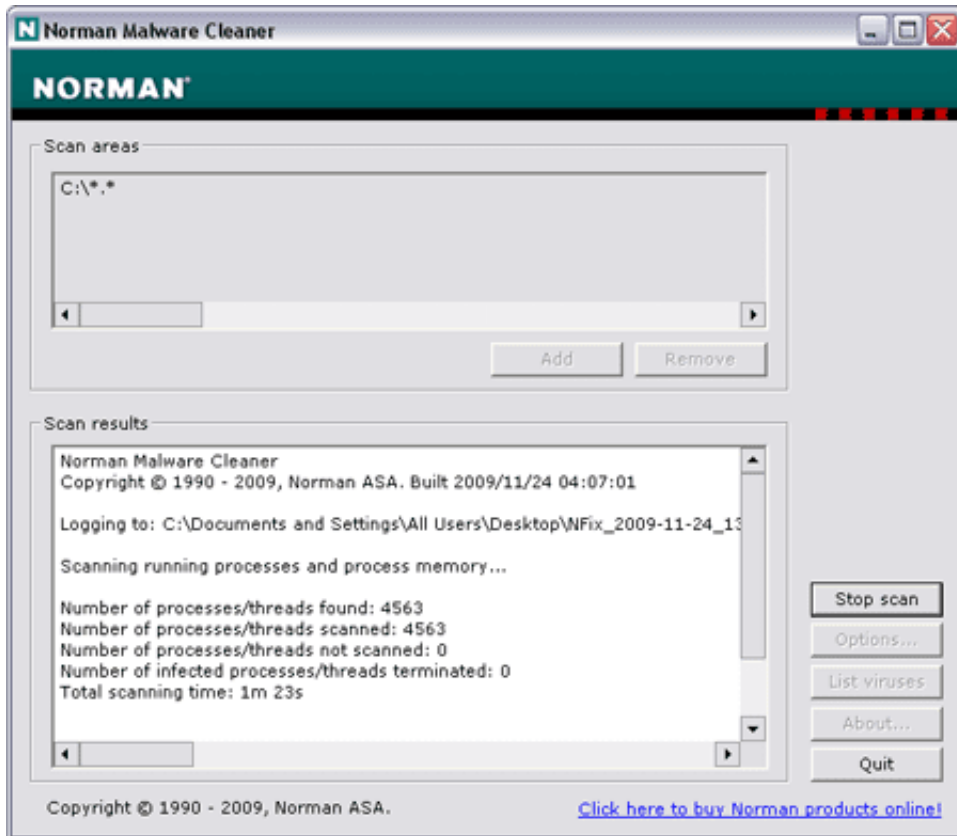 Norman Malware Cleaner
NORMAN
Scan areas
C:\*.*
Add
Remove
Scan results
Norman Malware Cleaner
Copyright © 1990 - 2009, Norman ASA. Built 2009/11/24 04:07:01
Logging to: C:\Documents and Settings\All Users\Desktop\NFix_2009-11-24_13
Scanning running processes and process memory...
Number of processes/threads found: 4563
Number of processes/threads scanned: 4563
Number of processes/threads not scanned: 0
Number of infected processes/threads terminated: 0
Total scanning time: 1m 23s
Stop scan
Options...
List viruses
About...
Quit
Copyright © 1990 - 2009, Norman ASA.
Click here to buy Norman products online!